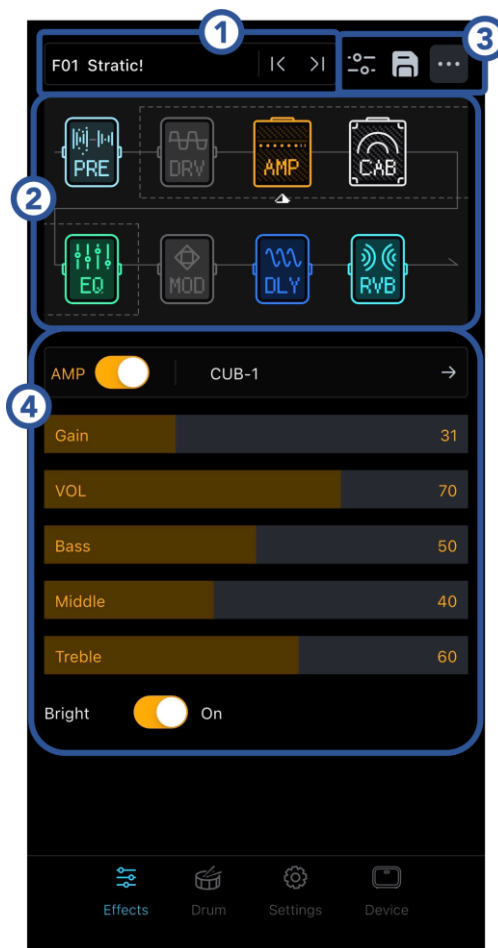 1
3
F01 Stratic!
PRE DRV AMP CAB
2
EQ MOD DLY RVB
AMP CUB-1
4
Gain 31
VOL 70
Bass 50
Middle 40
Treble 60
Bright On
Effects Drum Settings Device